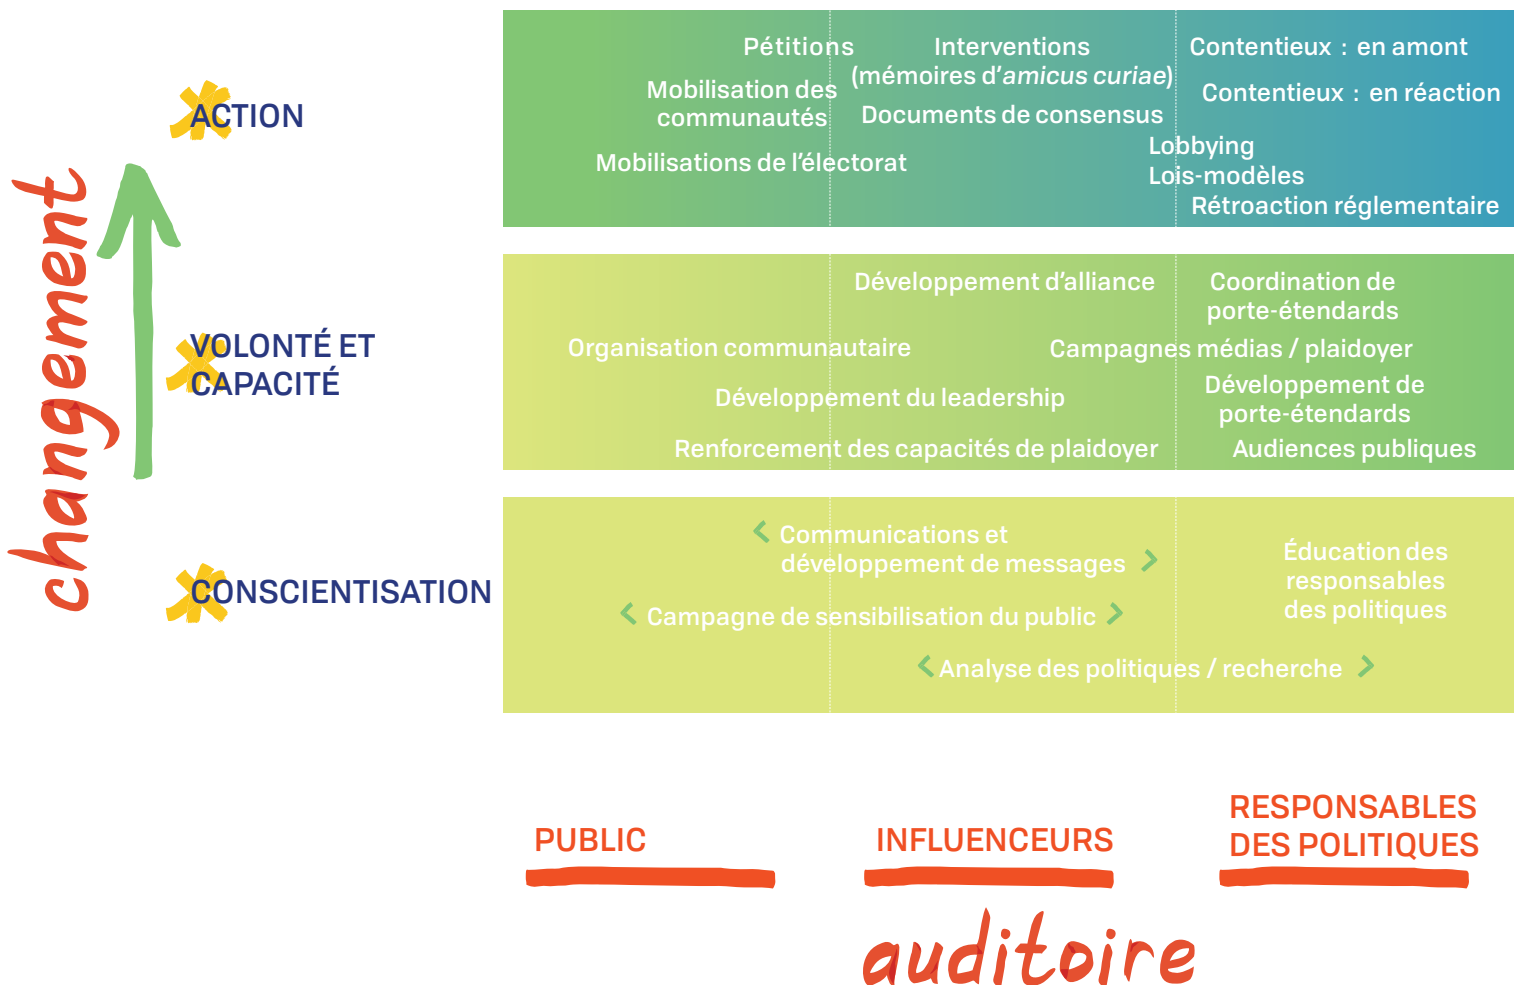 changement
ACTION
Pétitions
Mobilisation des
communautés
Mobilisations de l’électorat
Interventions
(mémoires d’amicus curiae)
Documents de consensus
Contentieux : en amont
Contentieux : en réaction
Lobbying
Lois-modèles
Rétroaction réglementaire
VOLONTÉ ET
CAPACITÉ
Développement d’alliance
Coordination de
porte-étendards
Organisation communautaire
Campagnes médias / plaidoyer
Développement du leadership
Développement de
porte-étendards
Renforcement des capacités de plaidoyer
Audiences publiques
CONSCIENTISATION
Communications et
développement de messages
Campagne de sensibilisation du public
Analyse des politiques / recherche
Éducation des
responsables
des politiques
PUBLIC
INFLUENCEURS
RESPONSABLES
DES POLITIQUES
auditoire